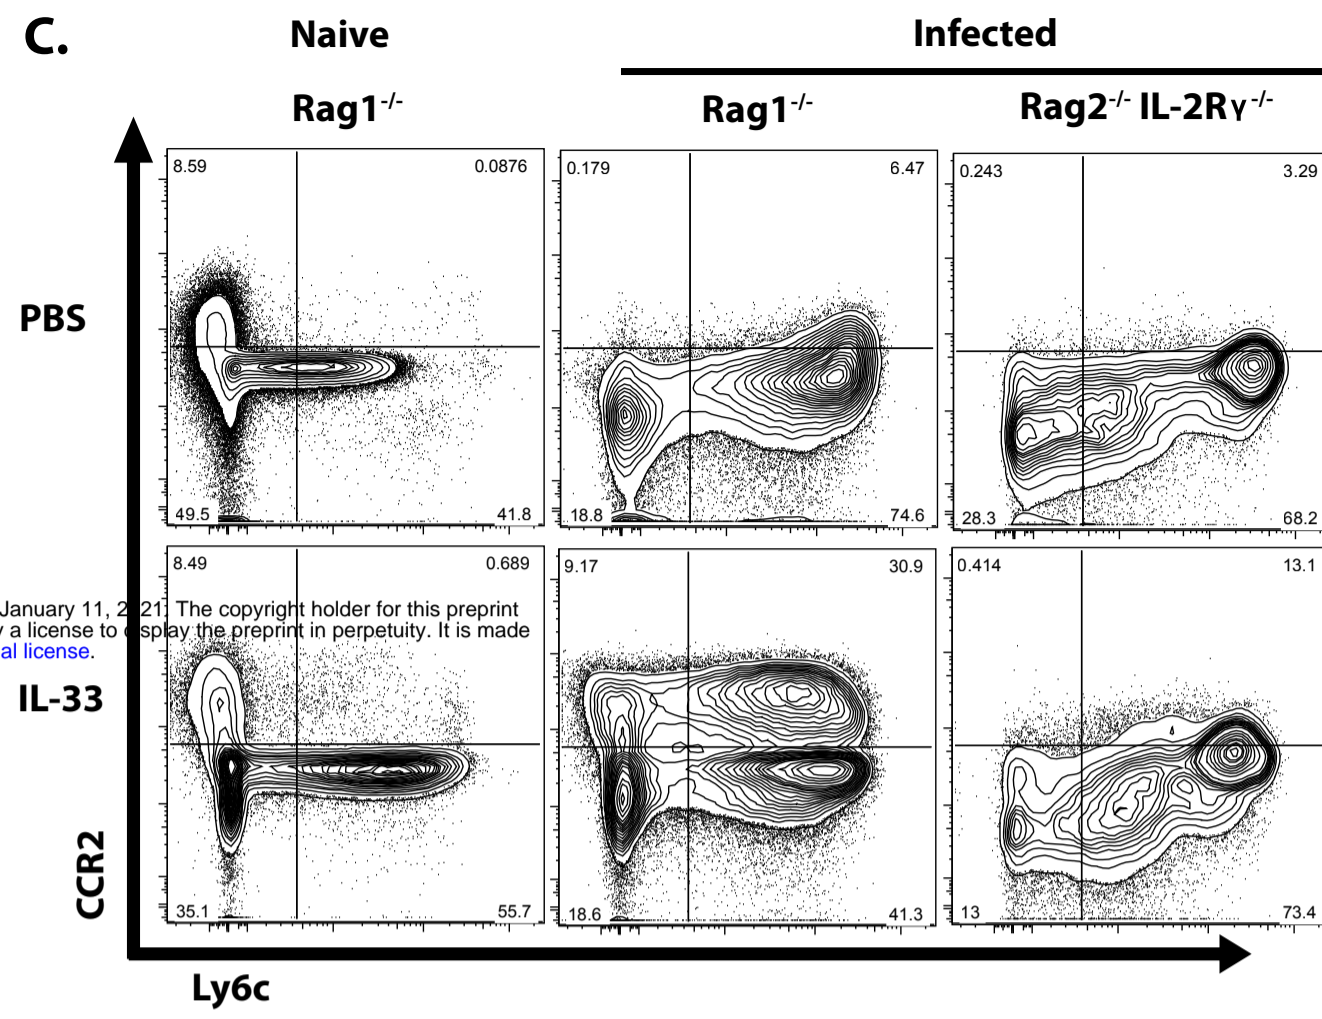 C.
Naive
Infected
Rag1-/-
Rag1-/-
Rag2-/- IL-2Rγ-/-
PBS
8.59
0.0876
49.5
41.8
0.179
6.47
18.8
74.6
0.243
3.29
28.3
68.2
January 11, 2021. The copyright holder for this preprint
a license to display the preprint in perpetuity. It is made
al license.
IL-33
8.49
0.689
35.1
55.7
9.17
30.9
18.6
41.3
0.414
13.1
13
73.4
CCR2
Ly6c